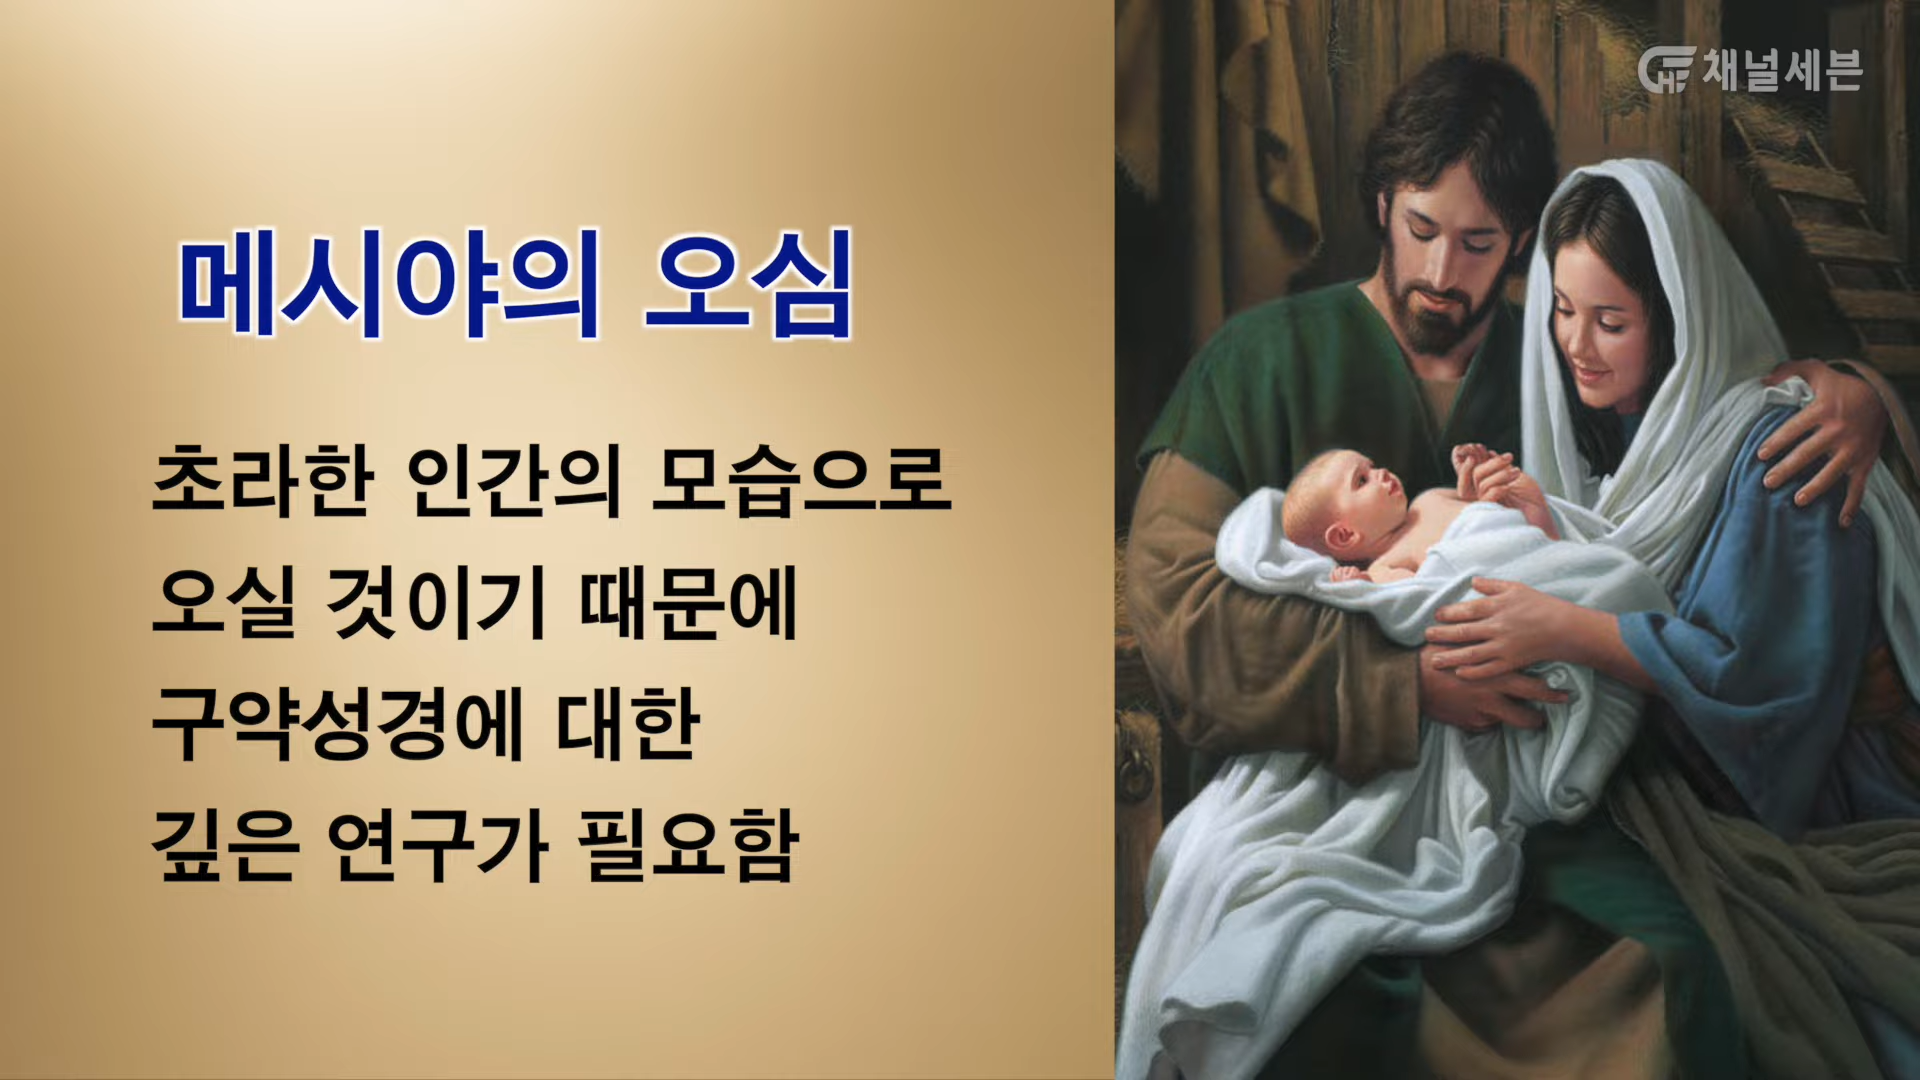 채널세븐
메시야의 오심
초라한 인간의 모습으로
오실 것이기 때문에
구약성경에 대한
깊은 연구가 필요함